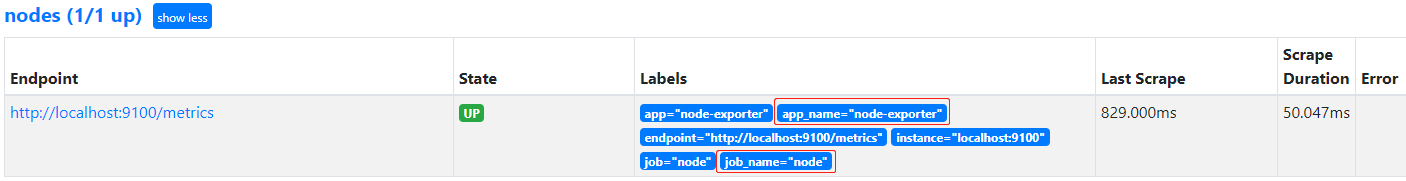 nodes (1/1 up) show less
Endpoint State Labels Last Scrape Scrape Duration Error
http://localhost:9100/metrics UP app="node-exporter" app_name="node-exporter" 829.000ms 50.047ms
endpoint="http://localhost:9100/metrics" instance="localhost:9100"
job="node" job_name="node"